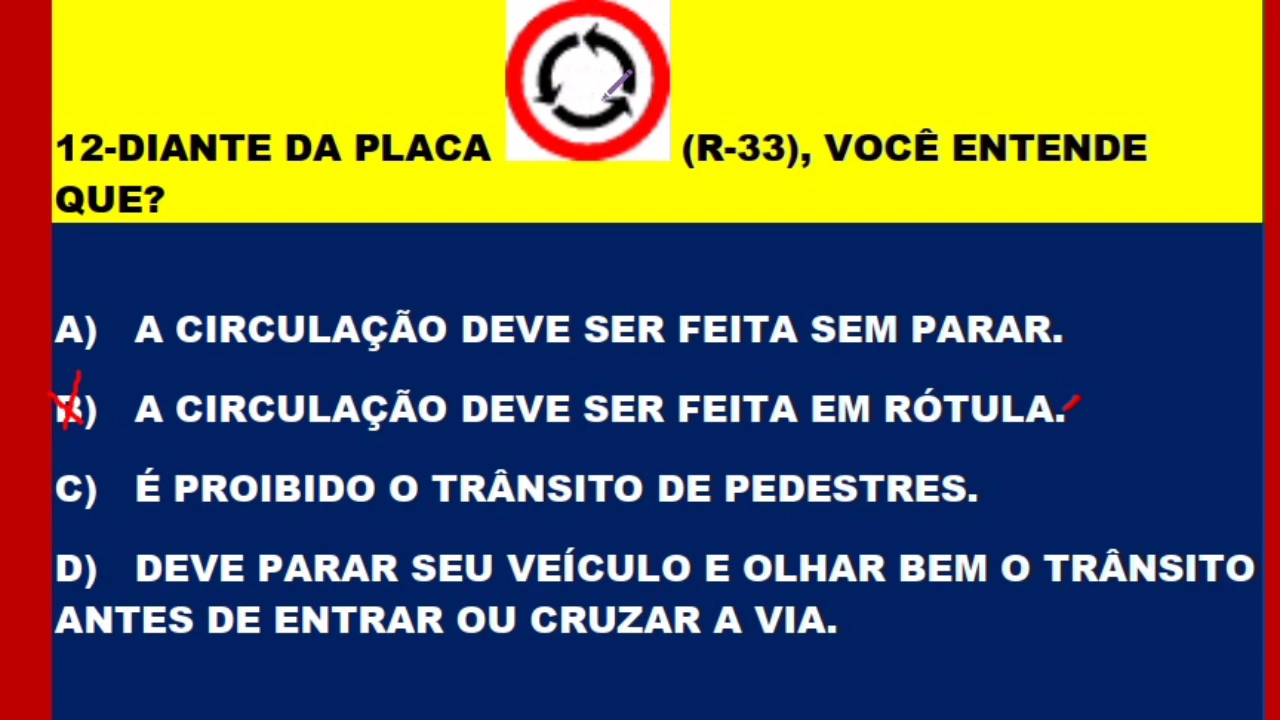 12-DIANTE DA PLACA (R-33), VOCÊ ENTENDE
QUE?
A) A CIRCULAÇÃO DEVE SER FEITA SEM PARAR.
B) A CIRCULAÇÃO DEVE SER FEITA EM RÓTULA.
C) É PROIBIDO O TRÂNSITO DE PEDESTRES.
D) DEVE PARAR SEU VEÍCULO E OLHAR BEM O TRÂNSITO
ANTES DE ENTRAR OU CRUZAR A VIA.